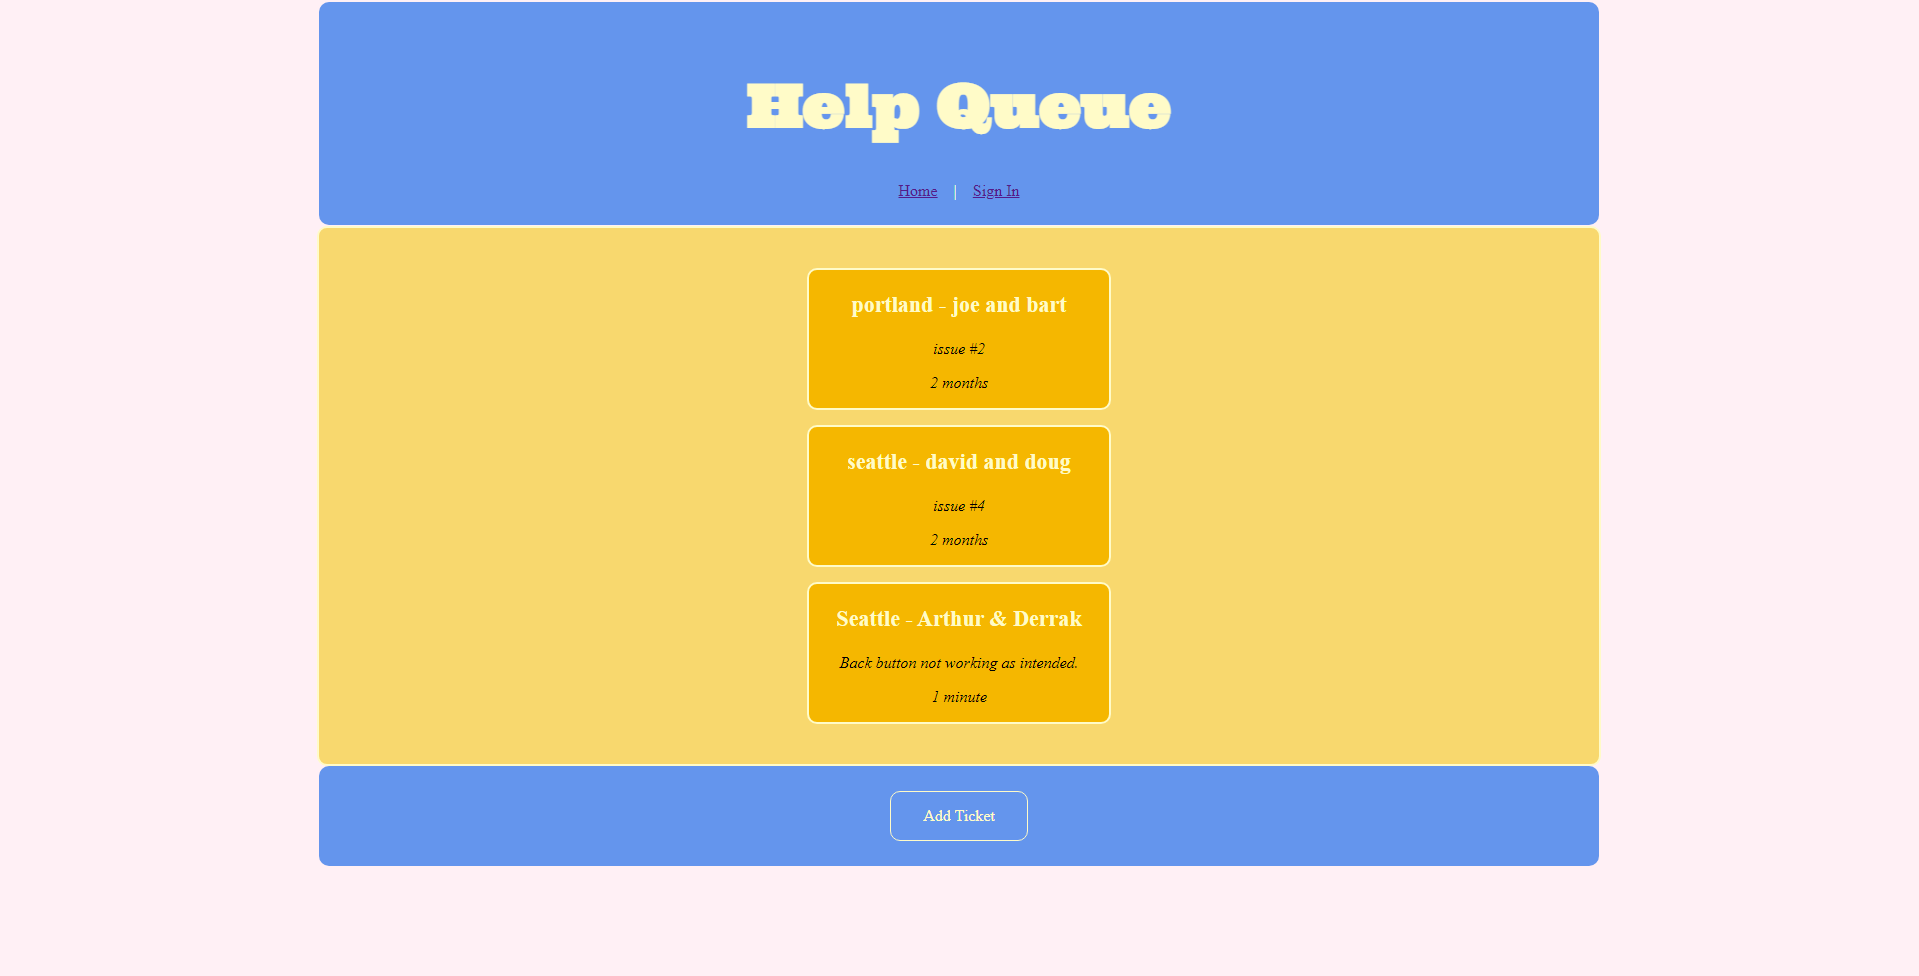 Help Queue
Home | Sign In
portland - joe and bart
issue #2
2 months
seattle - david and doug
issue #4
2 months
Seattle - Arthur & Derrak
Back button not working as intended.
1 minute
Add Ticket